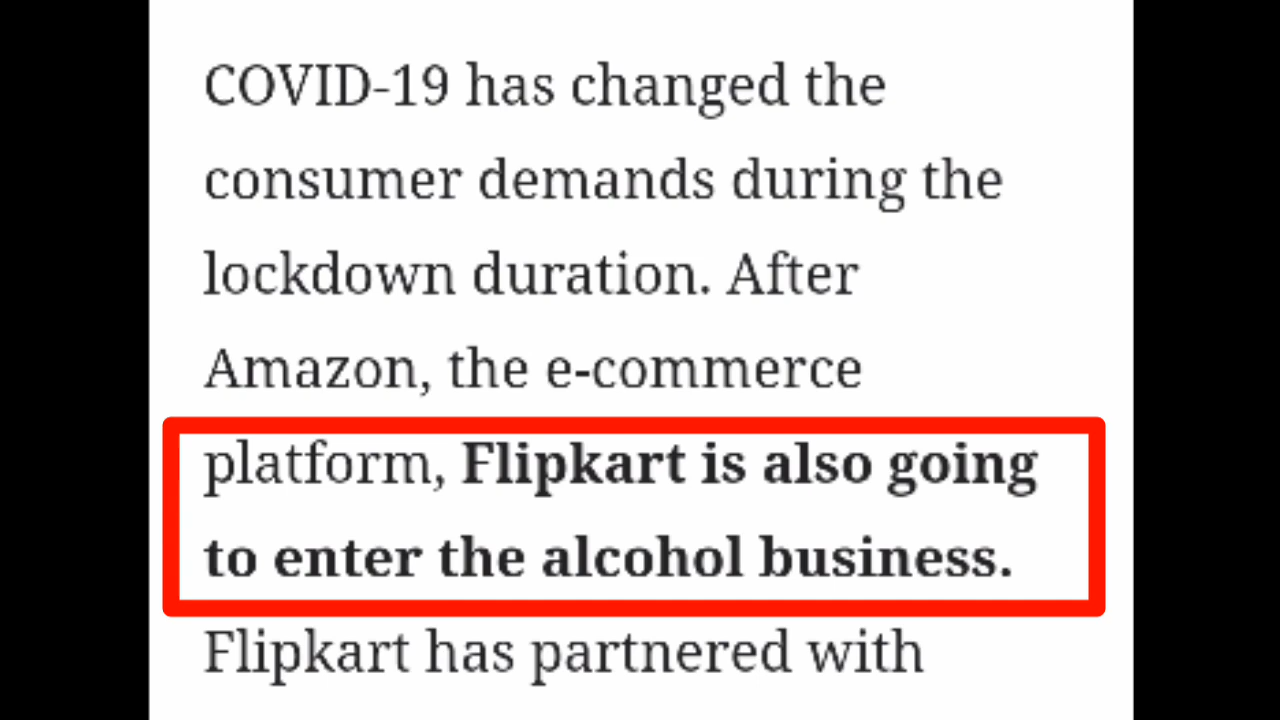 COVID-19 has changed the
consumer demands during the
lockdown duration. After
Amazon, the e-commerce
platform, Flipkart is also going
to enter the alcohol business.
Flipkart has partnered with